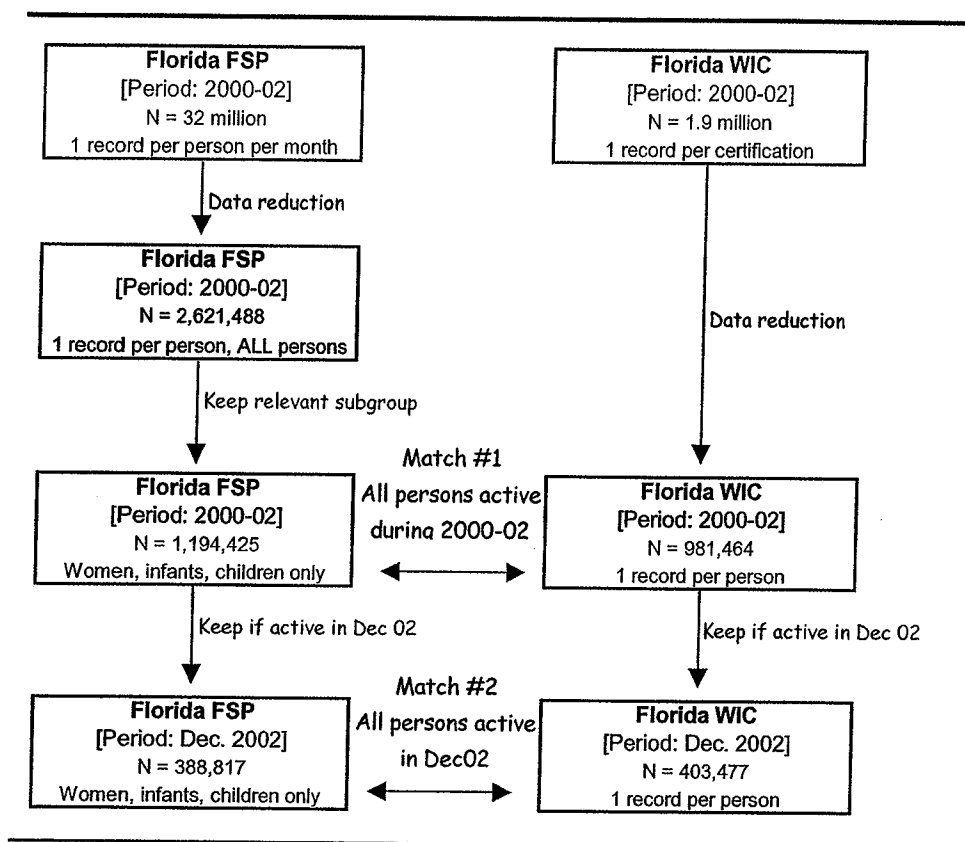 Florida FSP
[Period: 2000-02]
N = 32 million
1 record per person per month
Florida WIC
[Period: 2000-02]
N = 1.9 million
1 record per certification
Data reduction
Florida FSP
[Period: 2000-02]
N = 2,621,488
1 record per person, ALL persons
Data reduction
Keep relevant subgroup
Match #1
All persons active
durina 2000-02
Florida FSP
[Period: 2000-02]
N = 1,194,425
Women, infants, children only
Florida WIC
[Period: 2000-02]
N = 981,464
1 record per person
Keep if active in Dec 02
Keep if active in Dec 02
Match #2
All persons active
in Dec02
Florida FSP
[Period: Dec. 2002]
N = 388,817
Women, infants, children only
Florida WIC
[Period: Dec. 2002]
N = 403,477
1 record per person